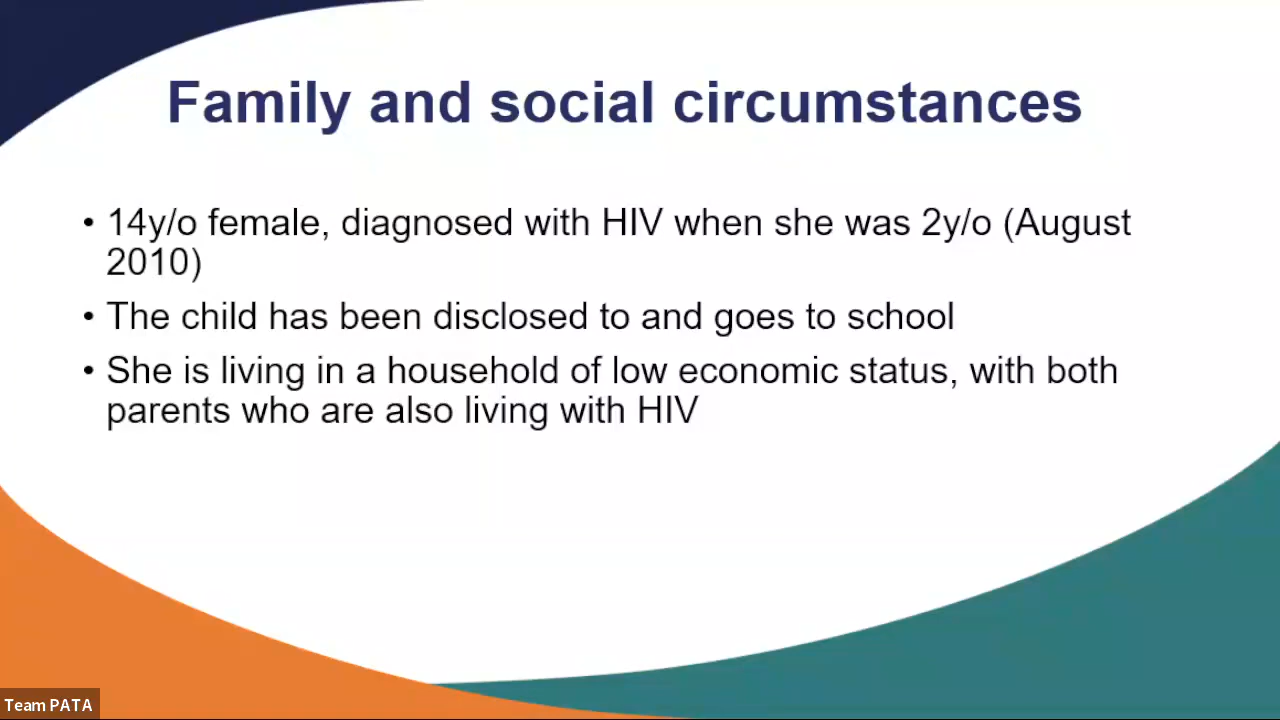 Family and social circumstances
• 14y/o female, diagnosed with HIV when she was 2y/o (August
2010)
• The child has been disclosed to and goes to school
• She is living in a household of low economic status, with both
parents who are also living with HIV
Team PATA